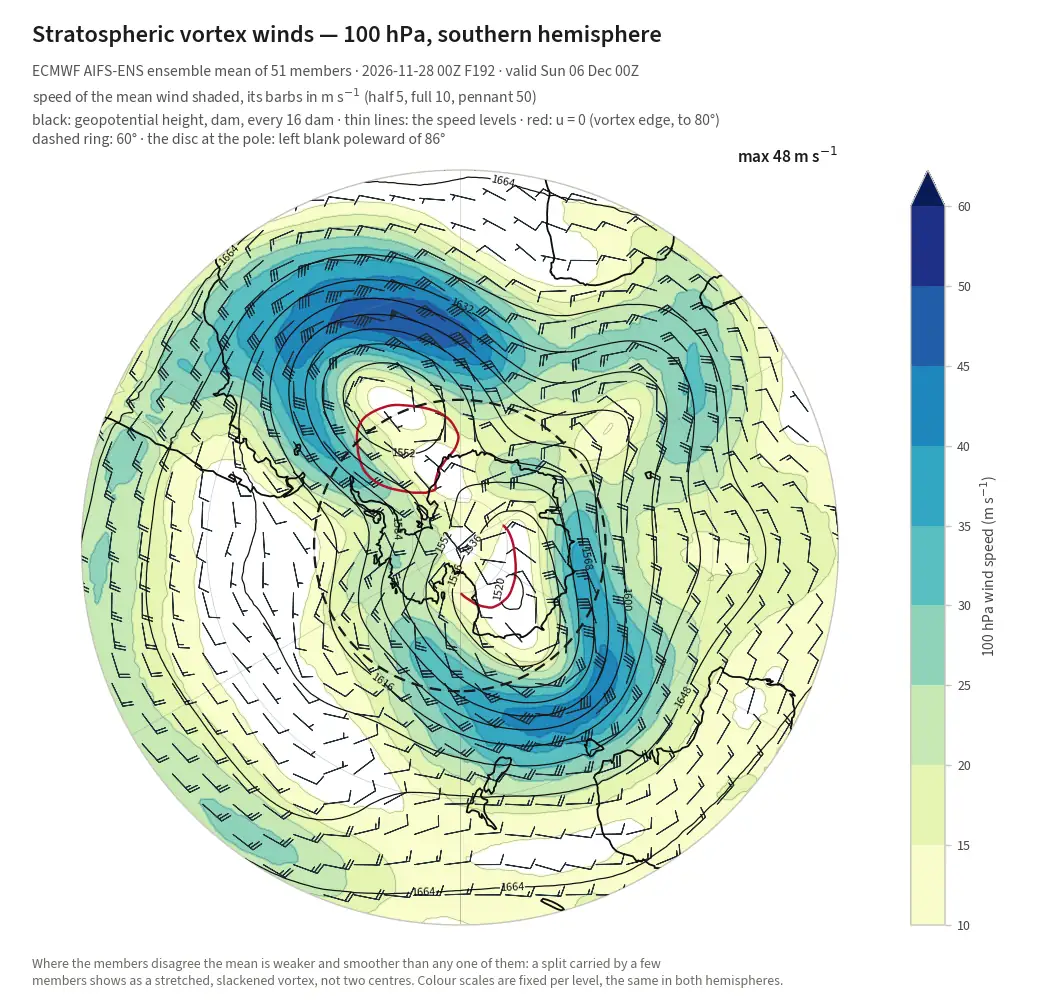 Stratospheric vortex winds — 100 hPa, southern hemisphere
ECMWF AIFS-ENS ensemble mean of 51 members · 2026-11-28 00Z F192 · valid Sun 06 Dec 00Z
speed of the mean wind shaded, its barbs in m s⁻¹ (half 5, full 10, pennant 50)
black: geopotential height, dam, every 16 dam · thin lines: the speed levels · red: u = 0 (vortex edge, to 80°)
dashed ring: 60° · the disc at the pole: left blank poleward of 86°
max 48 m s⁻¹
1664
1664
1632
1552
1584
1552
1536
1536
1520
1568
1600
1616
1648
1664
1664
60
50
45
40
35
30
25
20
15
10
100 hPa wind speed (m s⁻¹)
Where the members disagree the mean is weaker and smoother than any one of them: a split carried by a few
members shows as a stretched, slackened vortex, not two centres. Colour scales are fixed per level, the same in both hemispheres.